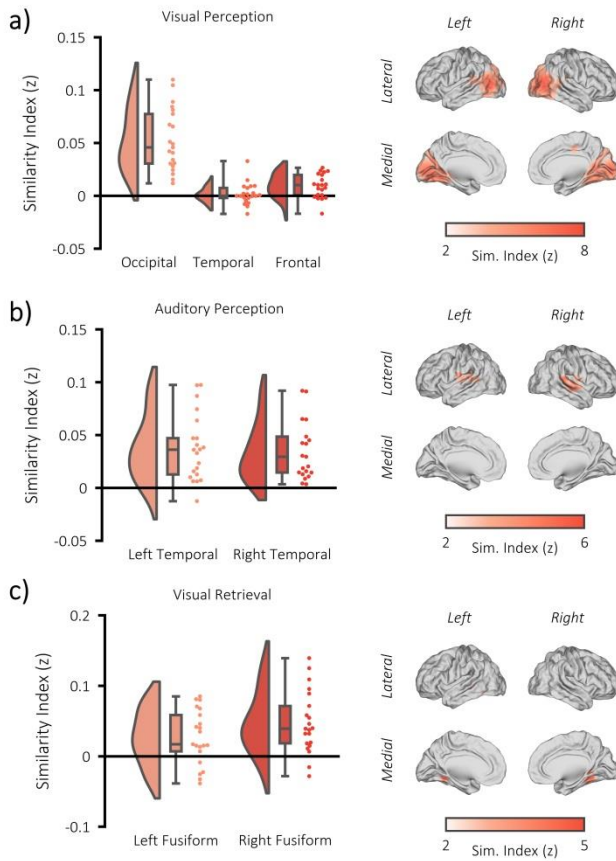 a)
Visual Perception
Similarity Index (z)
0.15
0.1
0.05
0
-0.05
Occipital Temporal Frontal
Left Right
Lateral
Medial
2 8
Sim. Index (z)
b)
Auditory Perception
Similarity Index (z)
0.15
0.1
0.05
0
-0.05
Left Temporal Right Temporal
Left Right
Lateral
Medial
2 6
Sim. Index (z)
c)
Visual Retrieval
Similarity Index (z)
0.2
0.1
0
-0.1
Left Fusiform Right Fusiform
Left Right
Lateral
Medial
2 5
Sim. Index (z)